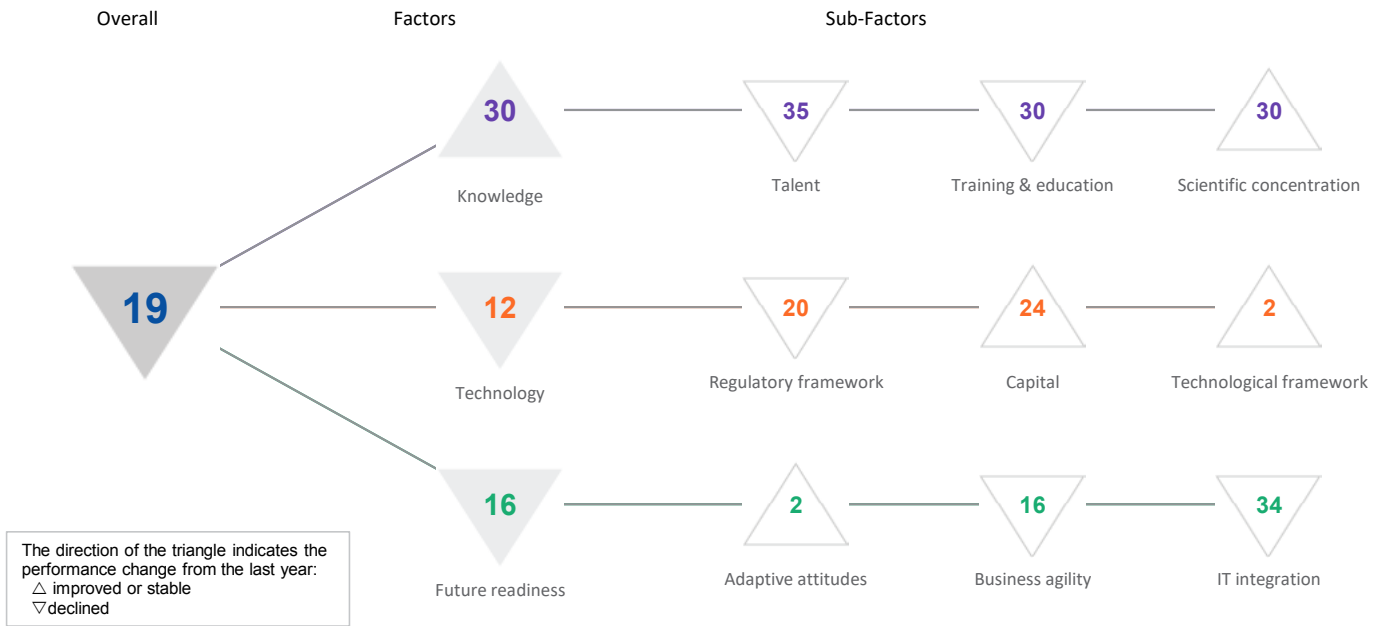 Overall Factors Sub-Factors
30 35 30 30
Knowledge Talent Training & education Scientific concentration
19 12 20 24 2
Technology Regulatory framework Capital Technological framework
16 2 16 34
Future readiness Adaptive attitudes Business agility IT integration
The direction of the triangle indicates the
performance change from the last year:
△ improved or stable
▽declined